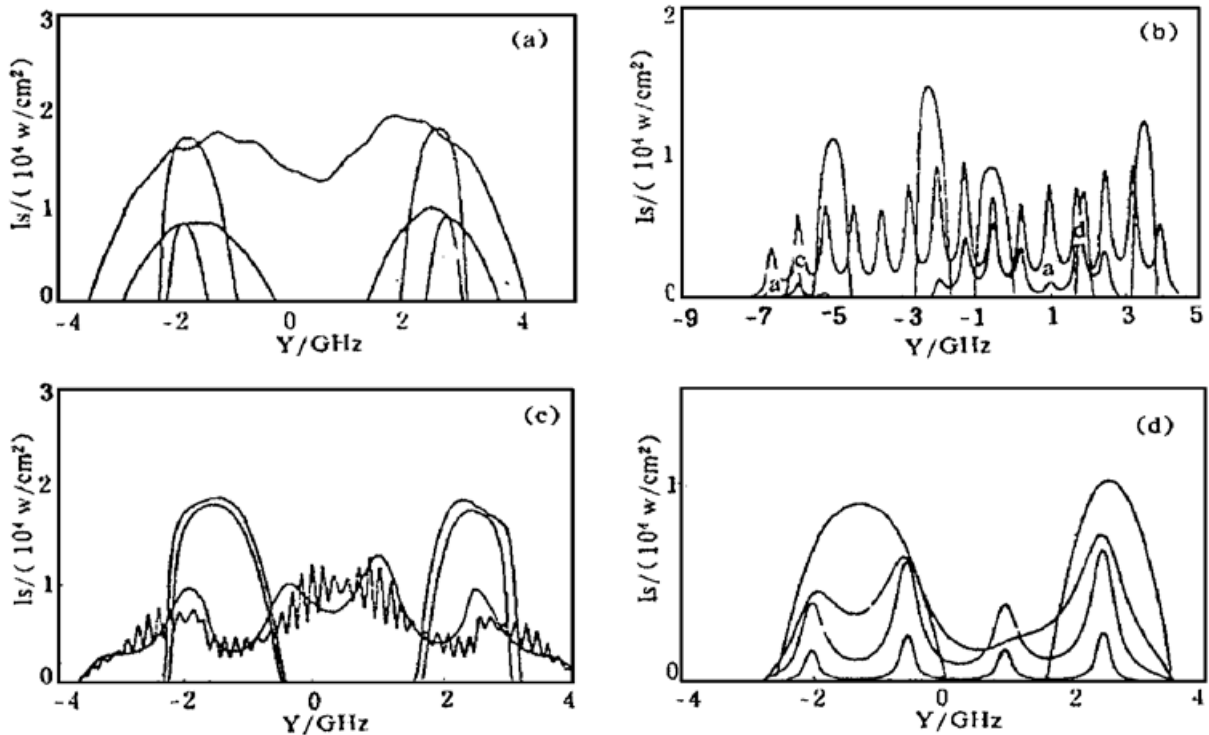 (a)
Is/( 10⁴ w/cm²)
3
2
1
0
-4
-2
0
2
4
Y/GHz
(b)
Is/( 10⁴ w/cm²)
2
1
0
a
c
a
d
-9
-7
-5
-3
-1
1
3
5
Y/GHz
(c)
Is/( 10⁴ w/cm²)
3
2
1
0
-4
-2
0
2
4
Y/GHz
(d)
Is/( 10⁴ w/cm²)
1
0
-4
-2
0
2
4
Y/GHz